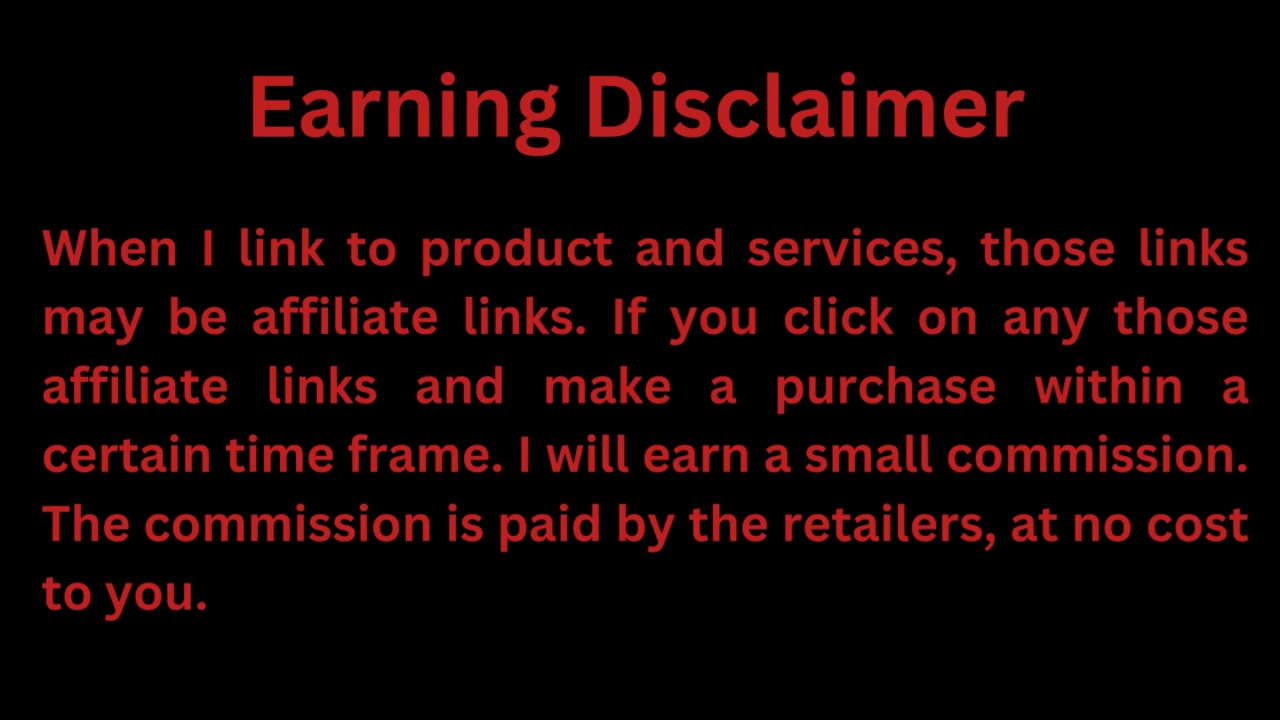 Earning Disclaimer
When I link to product and services, those links
may be affiliate links. If you click on any those
affiliate links and make a purchase within a
certain time frame. I will earn a small commission.
The commission is paid by the retailers, at no cost
to you.